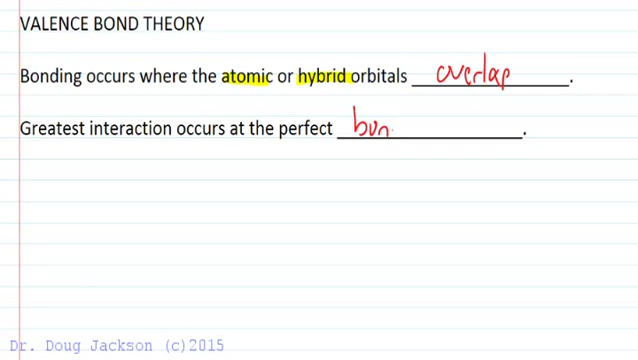 VALENCE BOND THEORY
Bonding occurs where the atomic or hybrid orbitals overlap.
Greatest interaction occurs at the perfect bon.
Dr. Doug Jackson (c)2015